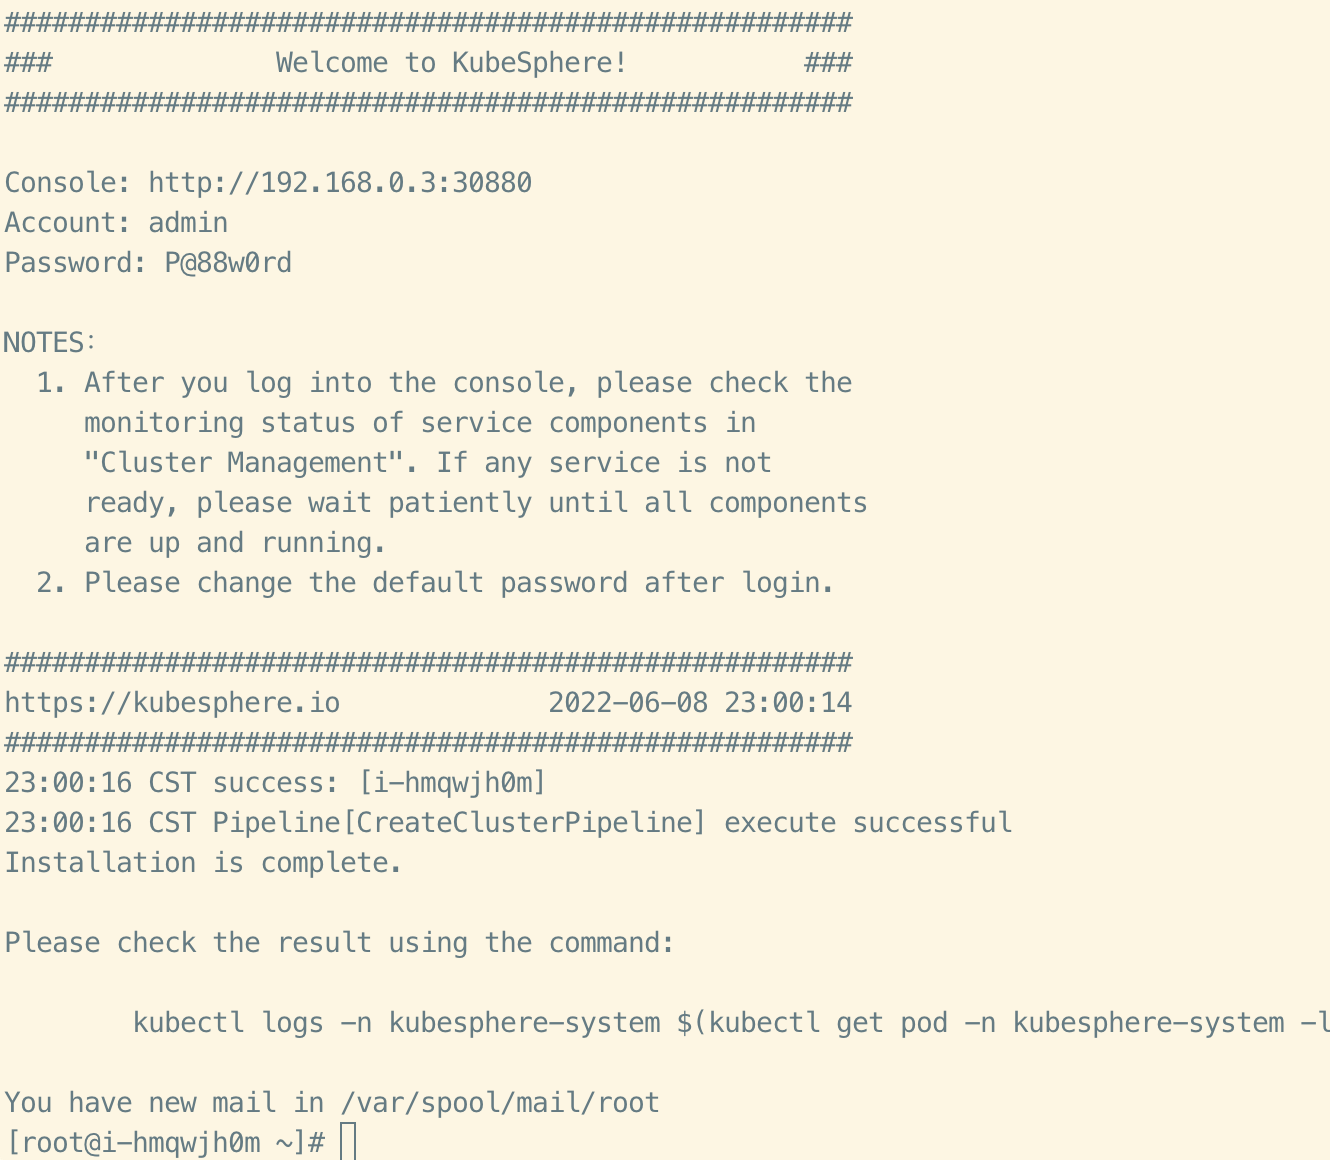 #####################################################
###              Welcome to KubeSphere!           ###
#####################################################
Console: http://192.168.0.3:30880
Account: admin
Password: P@88w0rd
NOTES:
  1. After you log into the console, please check the
     monitoring status of service components in
     "Cluster Management". If any service is not
     ready, please wait patiently until all components
     are up and running.
  2. Please change the default password after login.
#####################################################
https://kubesphere.io             2022-06-08 23:00:14
#####################################################
23:00:16 CST success: [i-hmqwjh0m]
23:00:16 CST Pipeline[CreateClusterPipeline] execute successful
Installation is complete.
Please check the result using the command:
        kubectl logs -n kubesphere-system $(kubectl get pod -n kubesphere-system -l
You have new mail in /var/spool/mail/root
[root@i-hmqwjh0m ~]#